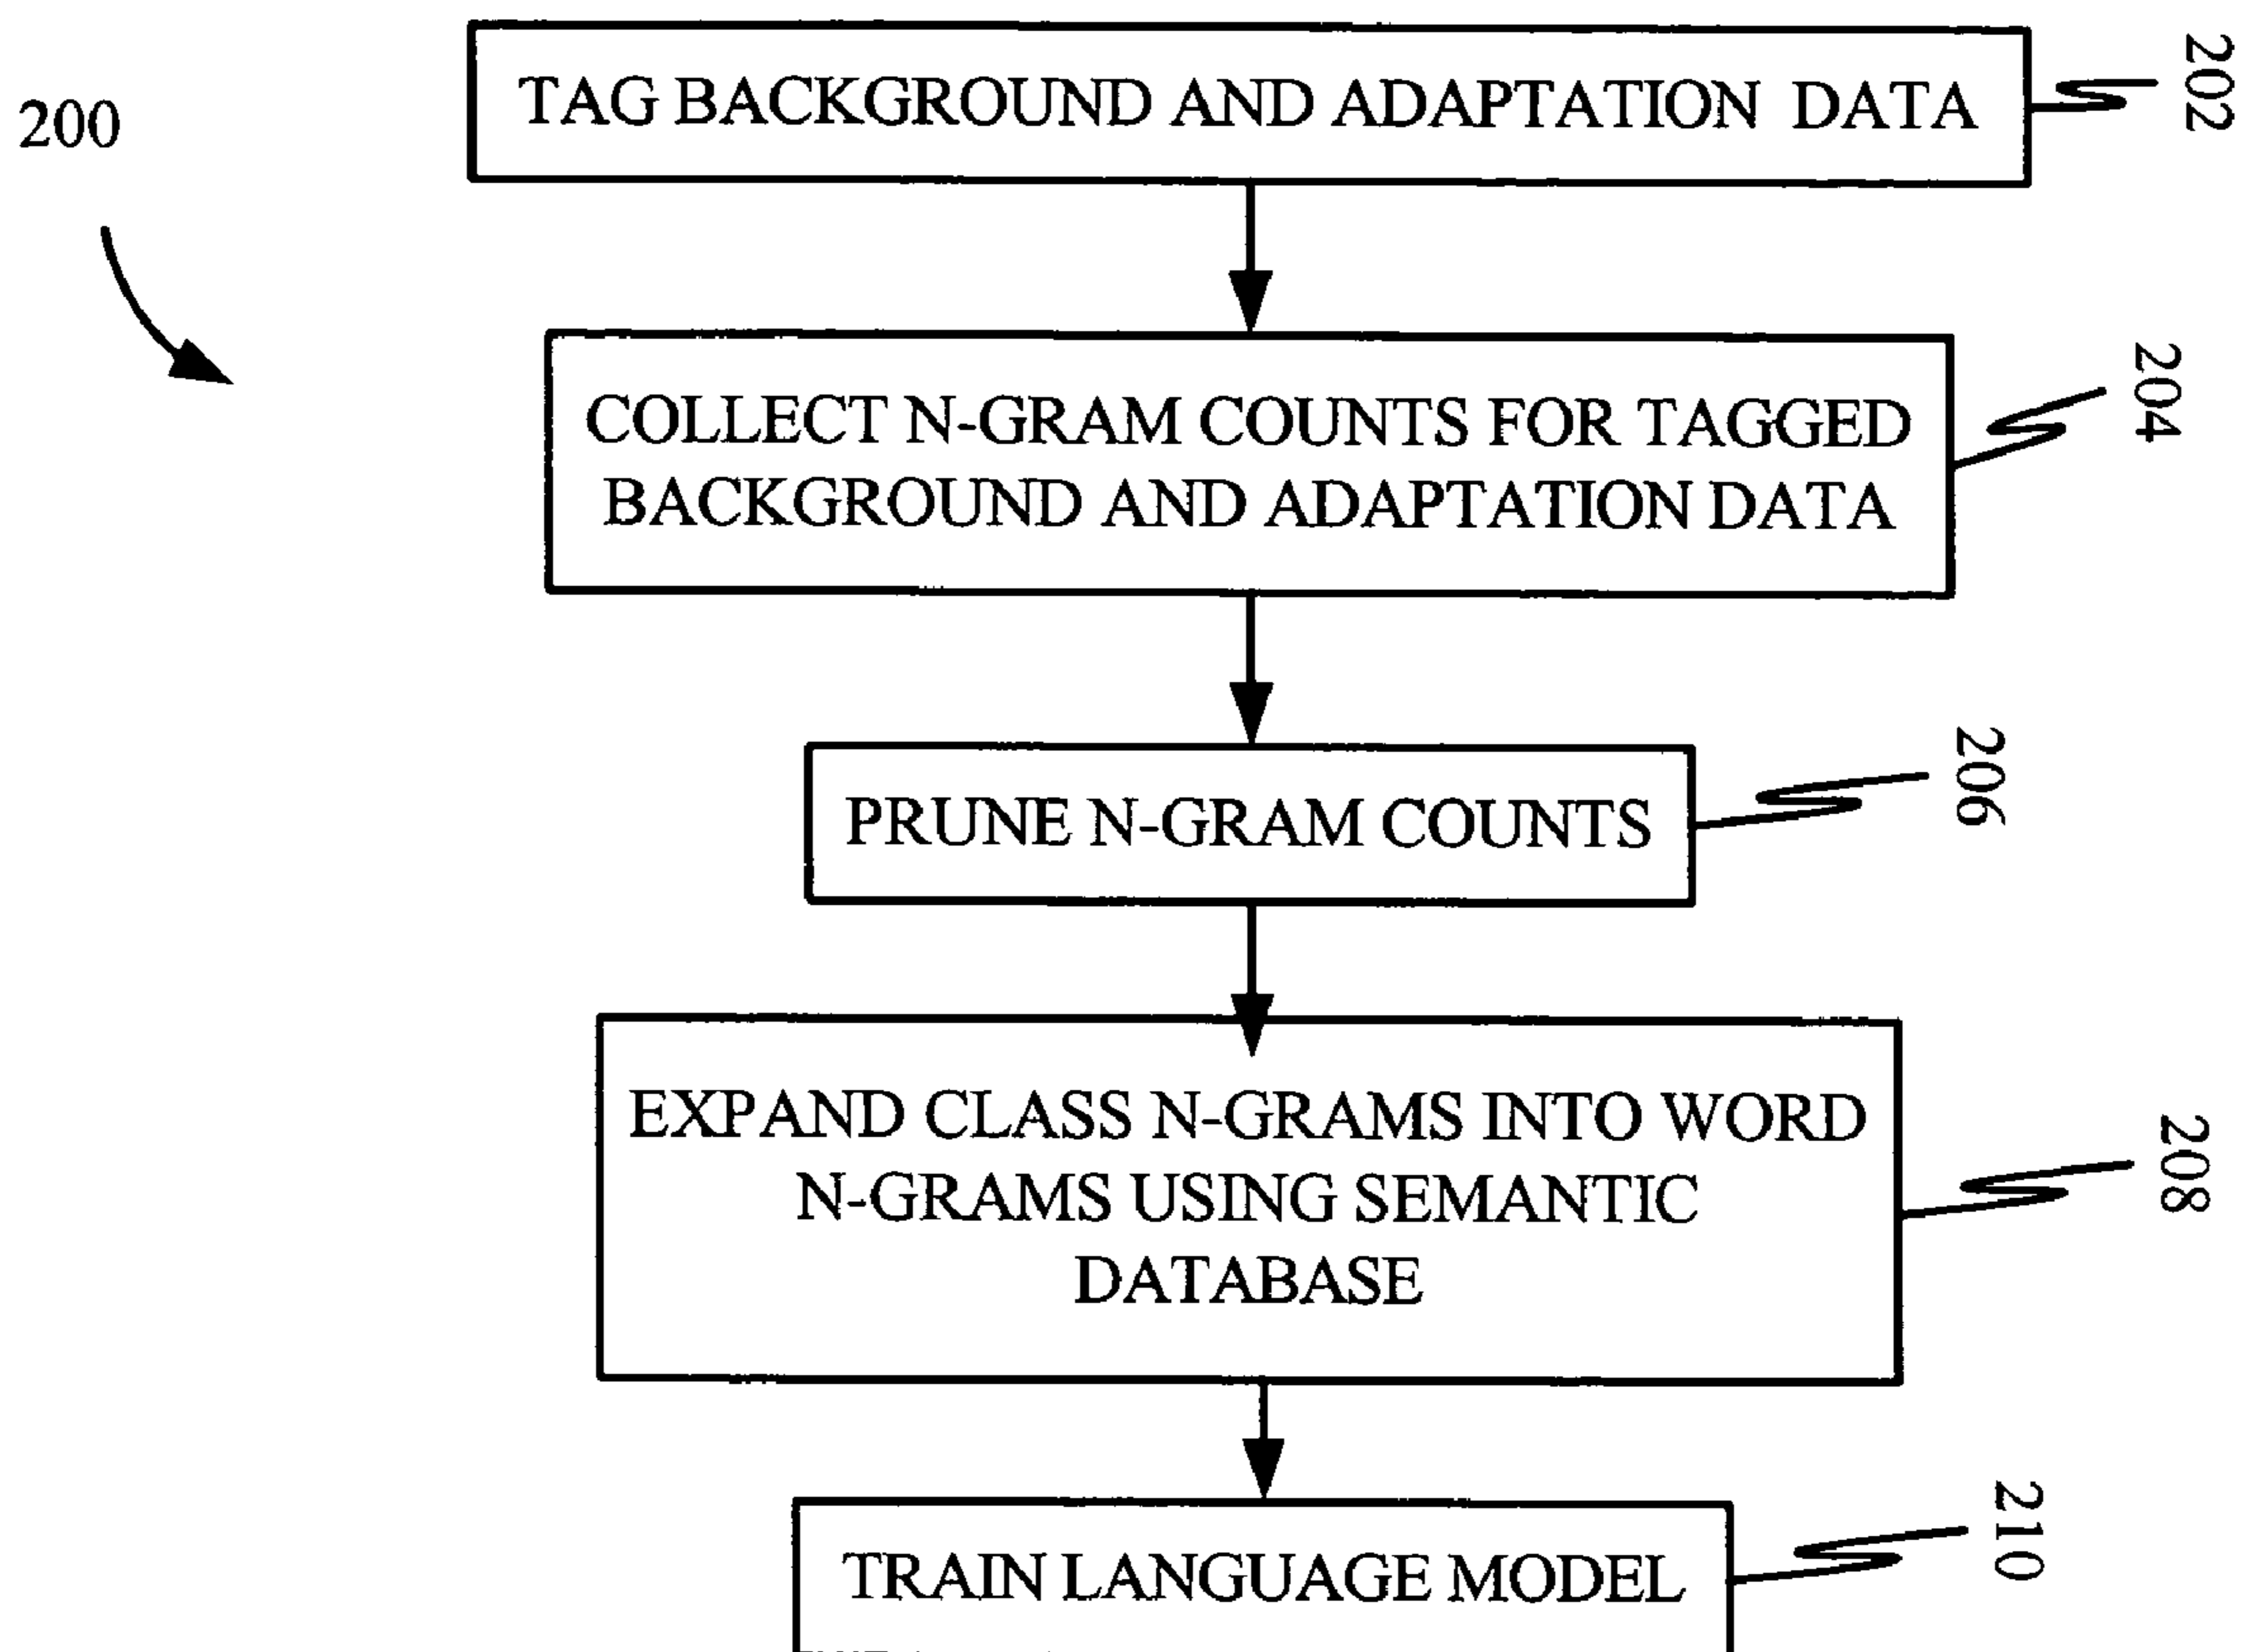 200
TAG BACKGROUND AND ADAPTATION DATA
202
COLLECT N-GRAM COUNTS FOR TAGGED
BACKGROUND AND ADAPTATION DATA
204
PRUNE N-GRAM COUNTS
206
EXPAND CLASS N-GRAMS INTO WORD
N-GRAMS USING SEMANTIC
DATABASE
208
TRAIN LANGUAGE MODEL
210